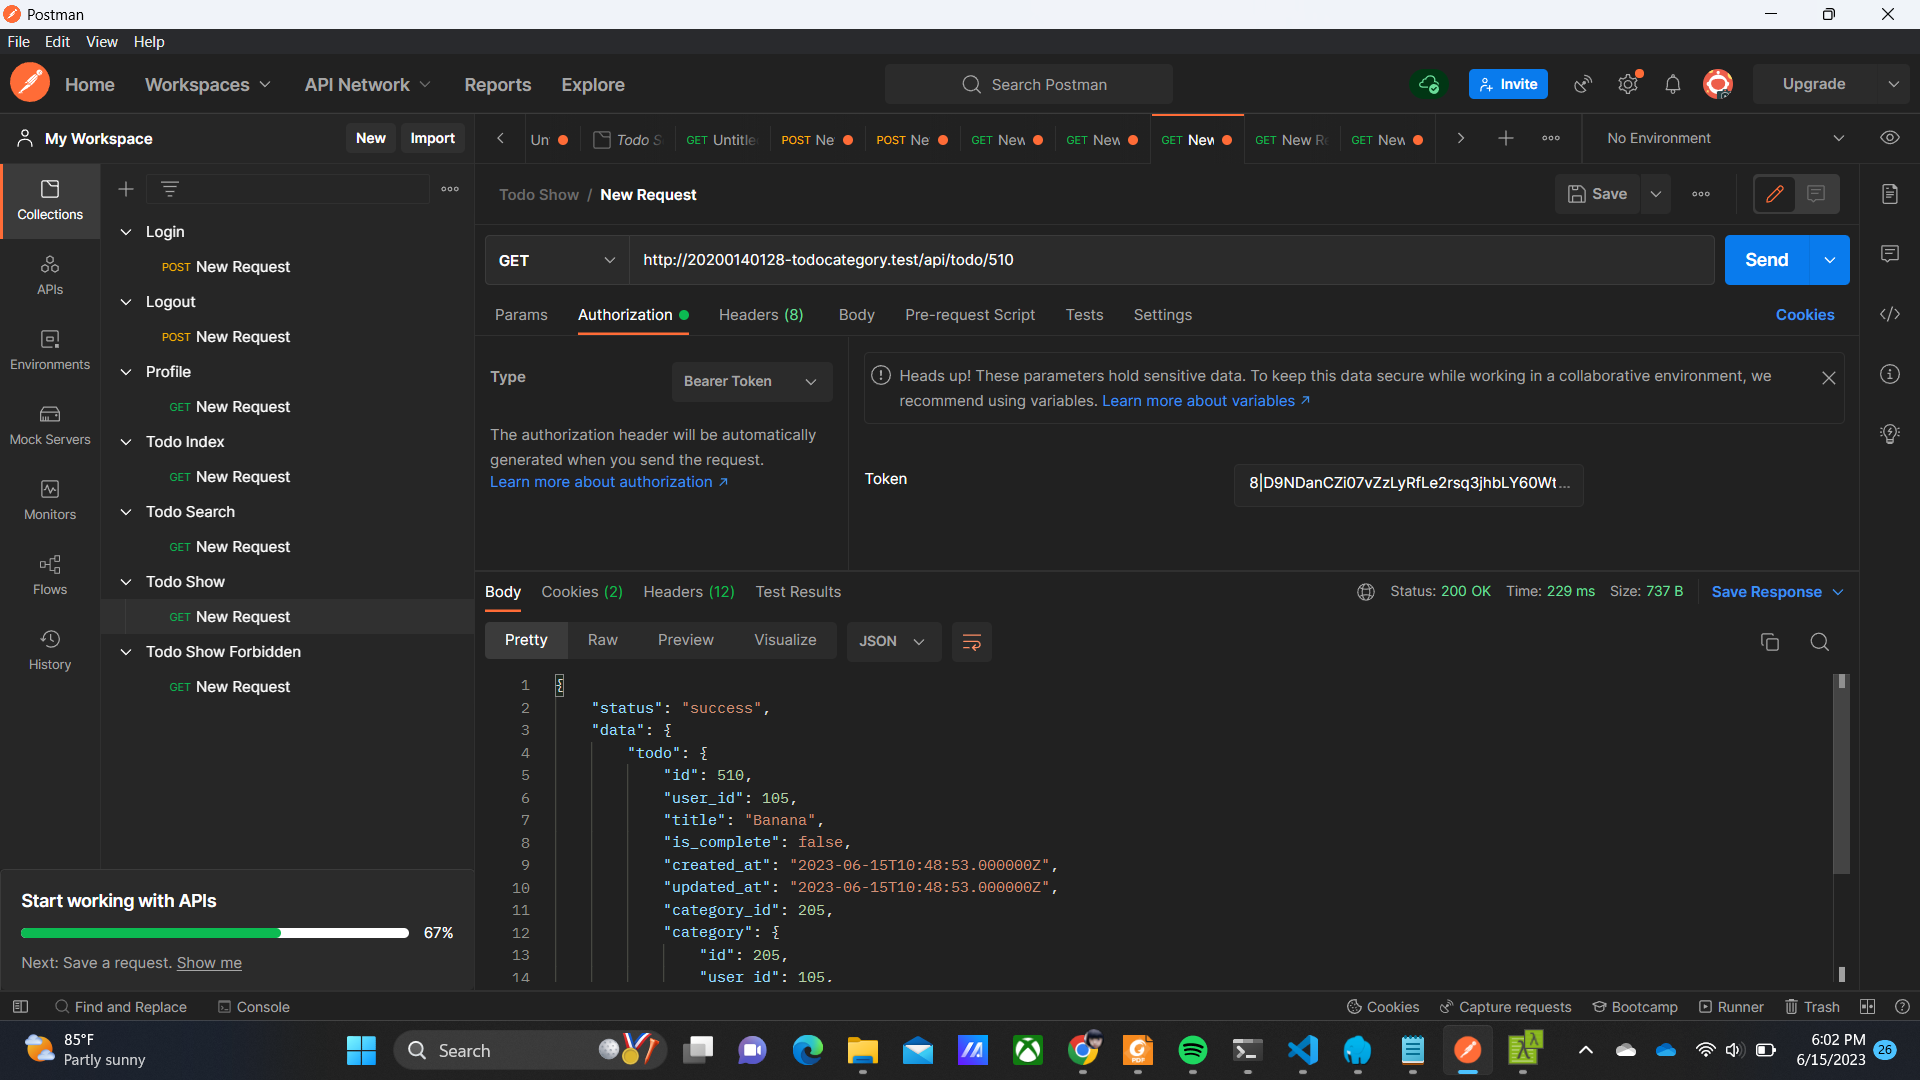 Postman
File Edit View Help
Home Workspaces API Network Reports Explore Search Postman Invite Upgrade
My Workspace New Import Un Todo S GET Untitle POST Ne POST Ne GET New GET New GET New GET New Re GET New No Environment
Collections
APIs
Environments
Mock Servers
Monitors
Flows
History
Login
POST New Request
Logout
POST New Request
Profile
GET New Request
Todo Index
GET New Request
Todo Search
GET New Request
Todo Show
GET New Request
Todo Show Forbidden
GET New Request
Start working with APIs
67%
Next: Save a request. Show me
Todo Show / New Request Save
GET http://20200140128-todocategory.test/api/todo/510 Send
Params Authorization Headers (8) Body Pre-request Script Tests Settings Cookies
Type Bearer Token
The authorization header will be automatically
generated when you send the request.
Learn more about authorization ↗
Heads up! These parameters hold sensitive data. To keep this data secure while working in a collaborative environment, we
recommend using variables. Learn more about variables ↗
Token 8|D9NDanCZi07vZzLyRfLe2rsq3jhbLY60Wt...
Body Cookies (2) Headers (12) Test Results Status: 200 OK Time: 229 ms Size: 737 B Save Response
Pretty Raw Preview Visualize JSON
1 {
2 "status": "success",
3 "data": {
4 "todo": {
5 "id": 510,
6 "user_id": 105,
7 "title": "Banana",
8 "is_complete": false,
9 "created_at": "2023-06-15T10:48:53.000000Z",
10 "updated_at": "2023-06-15T10:48:53.000000Z",
11 "category_id": 205,
12 "category": {
13 "id": 205,
14 "user_id": 105,
Find and Replace Console Cookies Capture requests Bootcamp Runner Trash
85°F
Partly sunny
Search
6:02 PM
6/15/2023
26